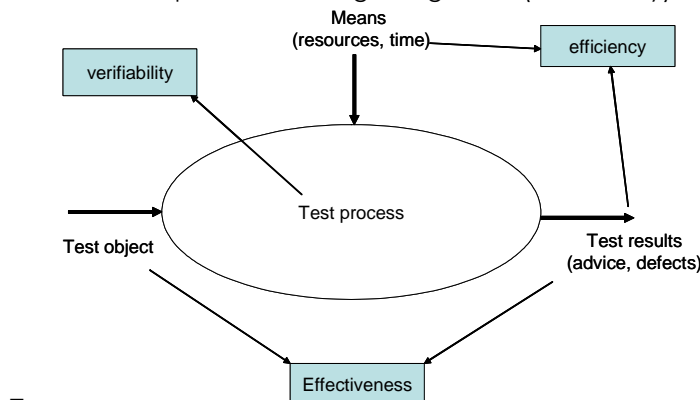 Means
(resources, time)
efficiency
verifiability
Test process
Test object
Test results
(advice, defects)
Effectiveness